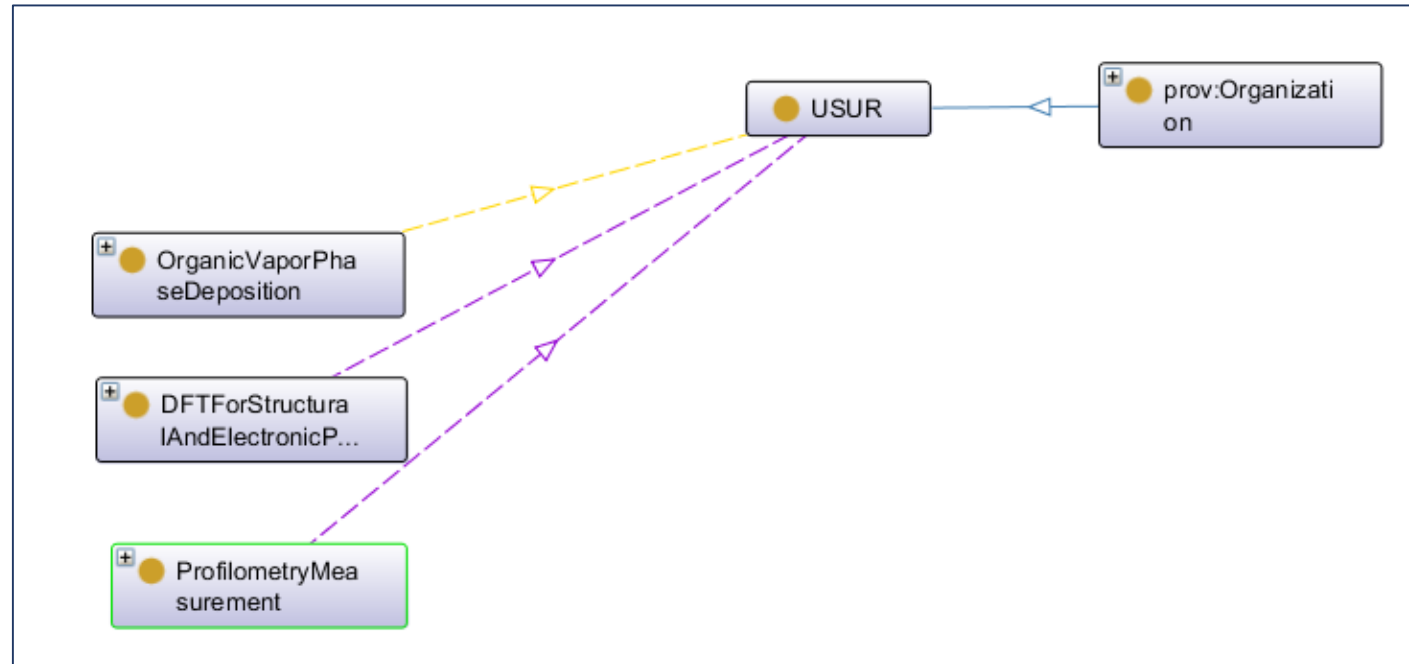 USUR
prov:Organizati
on
OrganicVaporPha
seDeposition
DFTForStructura
lAndElectronicP...
ProfilometryMea
surement